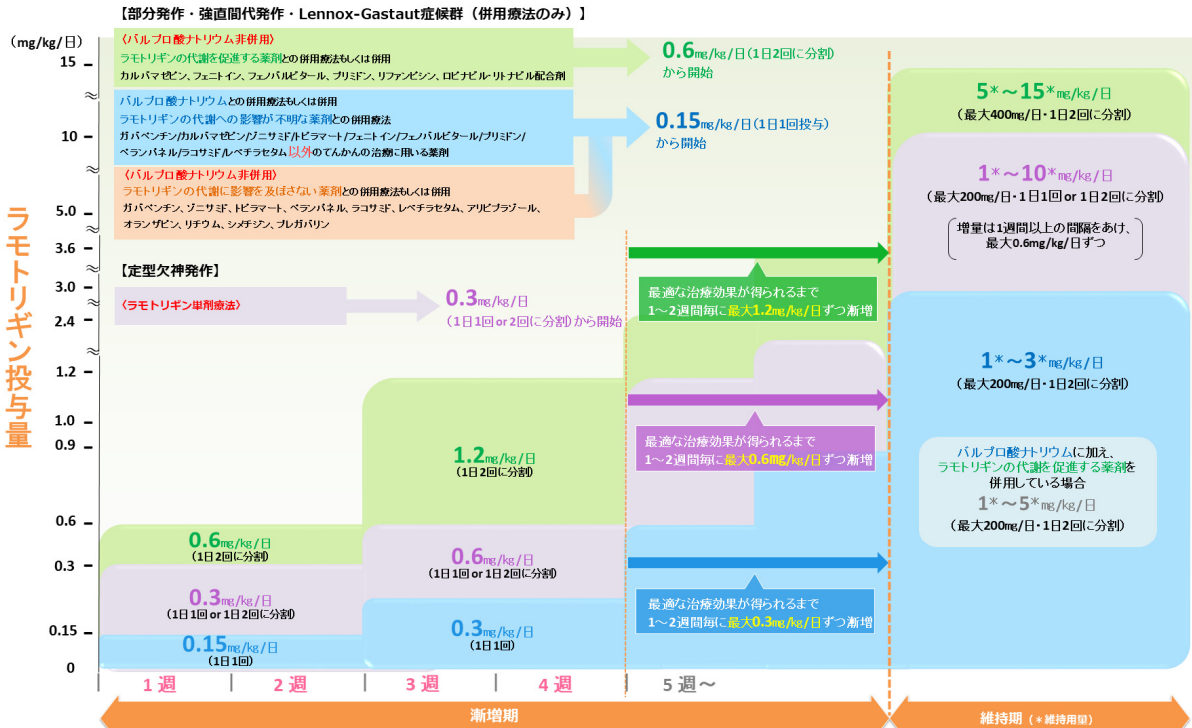 【部分発作・強直間代発作・Lennox-Gastaut症候群（併用療法のみ）】
（mg/kg/日）
ラモトリギン投与量
15
10
5.0
3.6
3.0
2.4
1.2
1.0
0.9
0.6
0.3
0.15
0
〈バルプロ酸ナトリウム非併用〉
ラモトリギンの代謝を促進する薬剤との併用療法もしくは併用
カルバマゼピン、フェニトイン、フェノバルビタール、プリミドン、リファンピシン、ロピナビル・リトナビル配合剤
0.6mg/kg/日（1日2回に分割）
から開始
バルプロ酸ナトリウムとの併用療法もしくは併用
ラモトリギンの代謝への影響が不明な薬剤との併用療法
ガバペンチン/カルバマゼピン/ゾニサミド/トピラマート/フェニトイン/フェノバルビタール/プリミドン/
ペランパネル/ラコサミド/レベチラセタム以外のてんかんの治療に用いる薬剤
0.15mg/kg/日（1日1回投与）
から開始
〈バルプロ酸ナトリウム非併用〉
ラモトリギンの代謝に影響を及ぼさない薬剤との併用療法もしくは併用
ガバペンチン、ゾニサミド、トピラマート、ペランパネル、ラコサミド、レベチラセタム、アリピプラゾール、
オランザピン、リチウム、シメチジン、プレガバリン
【定型欠神発作】
〈ラモトリギン単剤療法〉
0.3mg/kg/日
（1日1回 or 2回に分割）から開始
0.6mg/kg/日
（1日2回に分割）
0.3mg/kg/日
（1日1回 or 1日2回に分割）
0.15mg/kg/日
（1日1回）
1.2mg/kg/日
（1日2回に分割）
0.6mg/kg/日
（1日1回 or 1日2回に分割）
0.3mg/kg/日
（1日1回）
最適な治療効果が得られるまで
1～2週間毎に最大1.2mg/kg/日ずつ漸増
最適な治療効果が得られるまで
1～2週間毎に最大0.6mg/kg/日ずつ漸増
最適な治療効果が得られるまで
1～2週間毎に最大0.3mg/kg/日ずつ漸増
5*～15*mg/kg/日
（最大400mg/日・1日2回に分割）
1*～10*mg/kg/日
（最大200mg/日・1日1回 or 1日2回に分割）
増量は1週間以上の間隔をあけ、
最大0.6mg/kg/日ずつ
1*～3*mg/kg/日
（最大200mg/日・1日2回に分割）
バルプロ酸ナトリウムに加え、
ラモトリギンの代謝を促進する薬剤を
併用している場合
1*～5*mg/kg/日
（最大200mg/日・1日2回に分割）
1週
2週
3週
4週
5週～
漸増期
維持期（*維持用量）